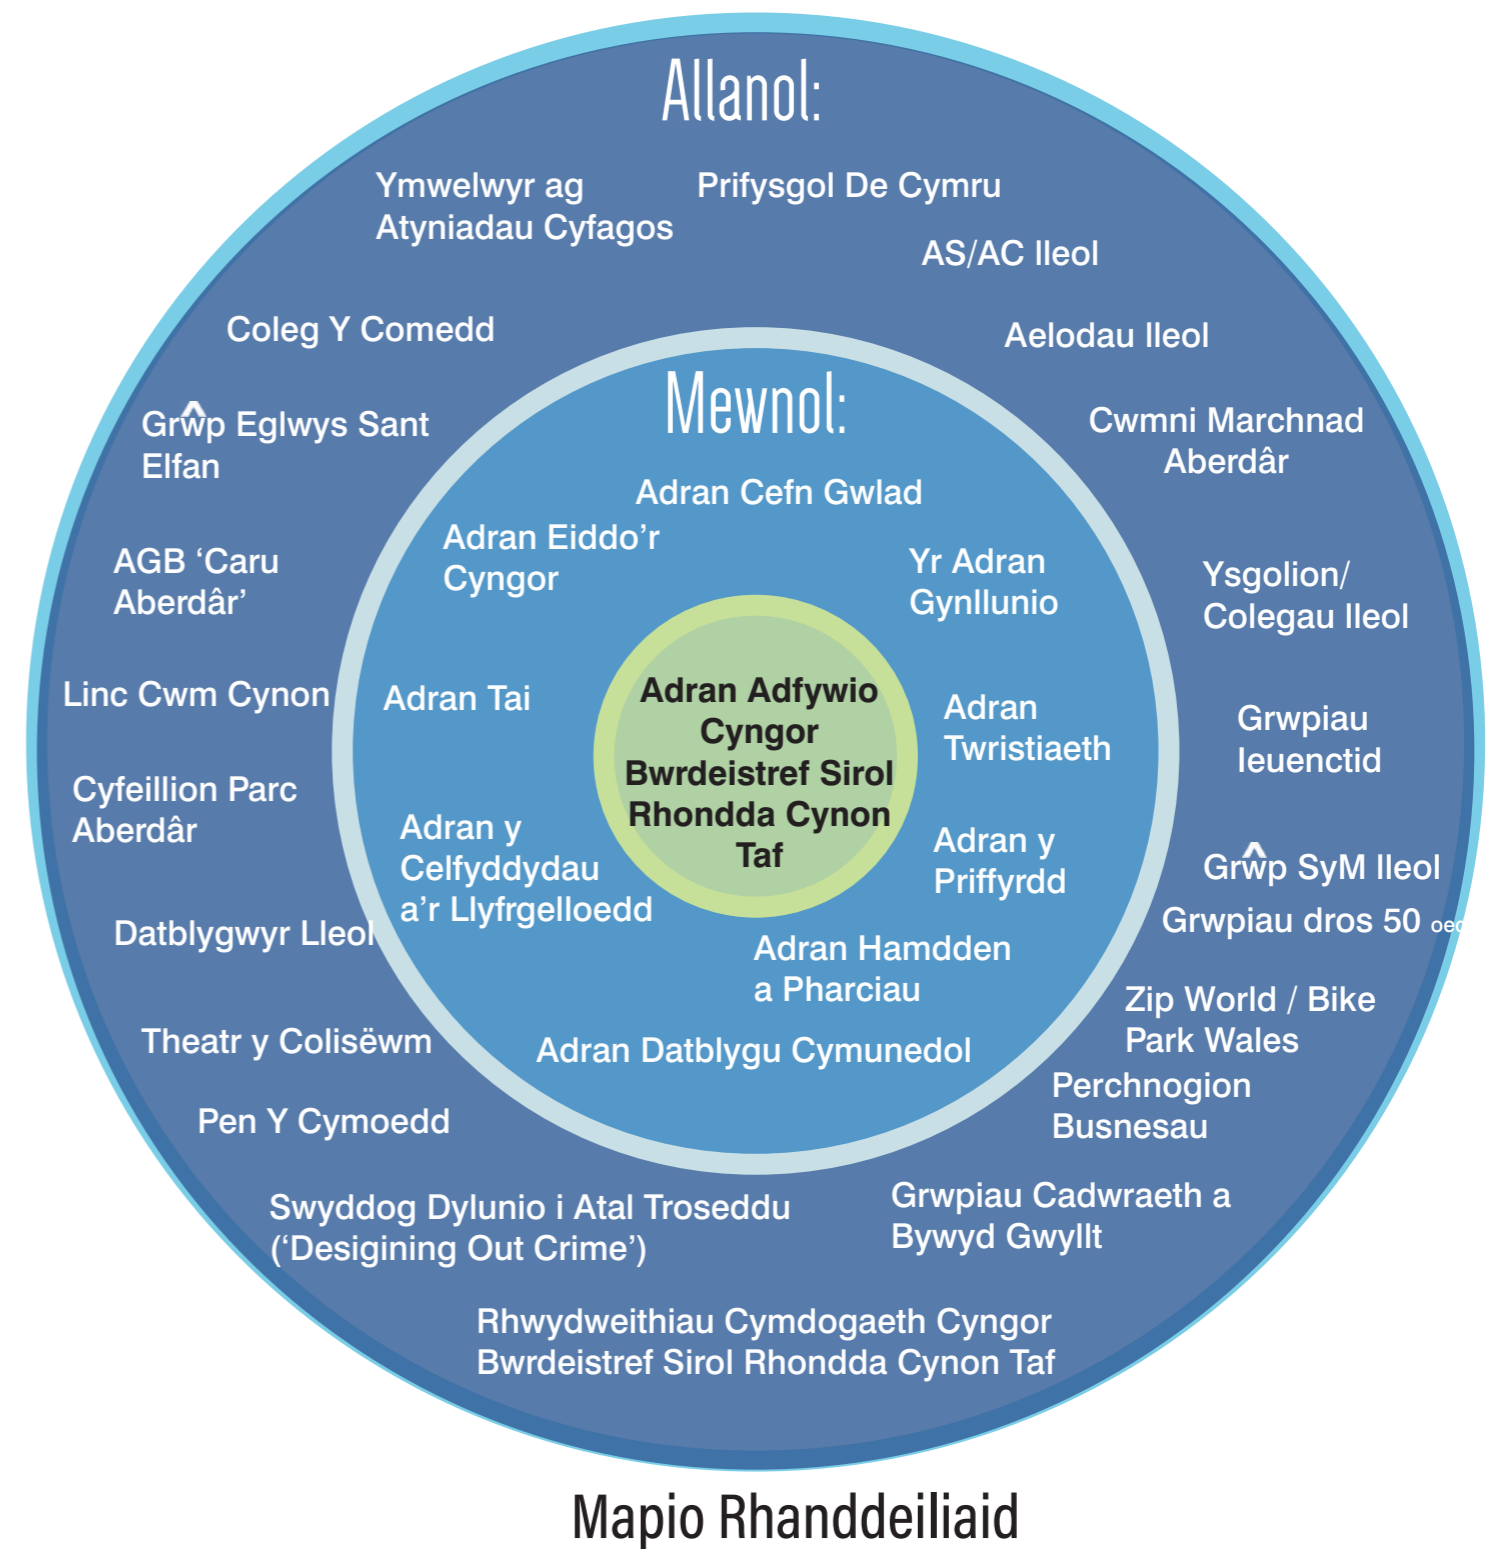 Allanol:
Ymwelwyr ag
Atyniadau Cyfagos
Prifysgol De Cymru
AS/AC lleol
Aelodau lleol
Cwmni Marchnad
Aberdâr
Ysgolion/
Colegau lleol
Grwpiau
Ieuenctid
Grŵp SyM lleol
Grwpiau dros 50 oed
Zip World / Bike
Park Wales
Perchnogion
Busnesau
Grwpiau Cadwraeth a
Bywyd Gwyllt
Rhwydweithiau Cymdogaeth Cyngor
Bwrdeistref Sirol Rhondda Cynon Taf
Swyddog Dylunio i Atal Troseddu
(‘Desigining Out Crime’)
Pen Y Cymoedd
Theatr y Colisëwm
Datblygwyr Lleol
Cyfeillion Parc
Aberdâr
Linc Cwm Cynon
AGB ‘Caru
Aberdâr’
Grŵp Eglwys Sant
Elfan
Coleg Y Comedd
Mewnol:
Adran Cefn Gwlad
Yr Adran
Gynllunio
Adran
Twristiaeth
Adran y
Priffyrdd
Adran Hamdden
a Pharciau
Adran Datblygu Cymunedol
Adran y
Celfyddydau
a’r Llyfrgelloedd
Adran Tai
Adran Eiddo’r
Cyngor
Adran Adfywio
Cyngor
Bwrdeistref Sirol
Rhondda Cynon
Taf
Mapio Rhanddeiliaid